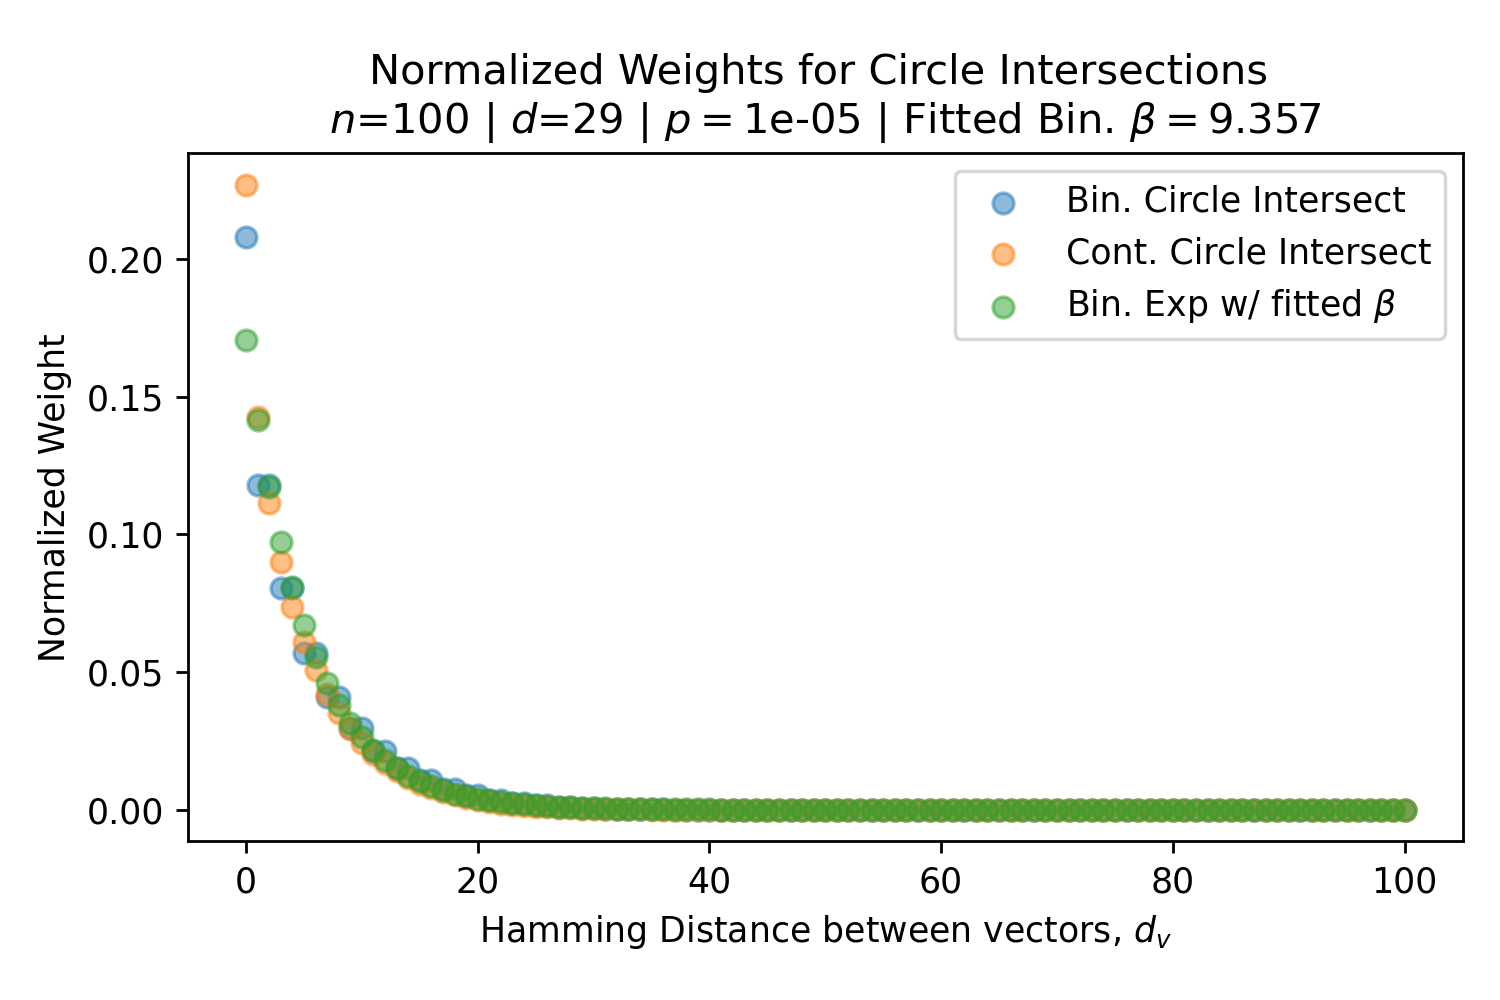 Normalized Weights for Circle Intersections
n=100 | d=29 | p = 1e-05 | Fitted Bin. β = 9.357
Bin. Circle Intersect
Cont. Circle Intersect
Bin. Exp w/ fitted β
Normalized Weight
0.20
0.15
0.10
0.05
0.00
0 20 40 60 80 100
Hamming Distance between vectors, d_v